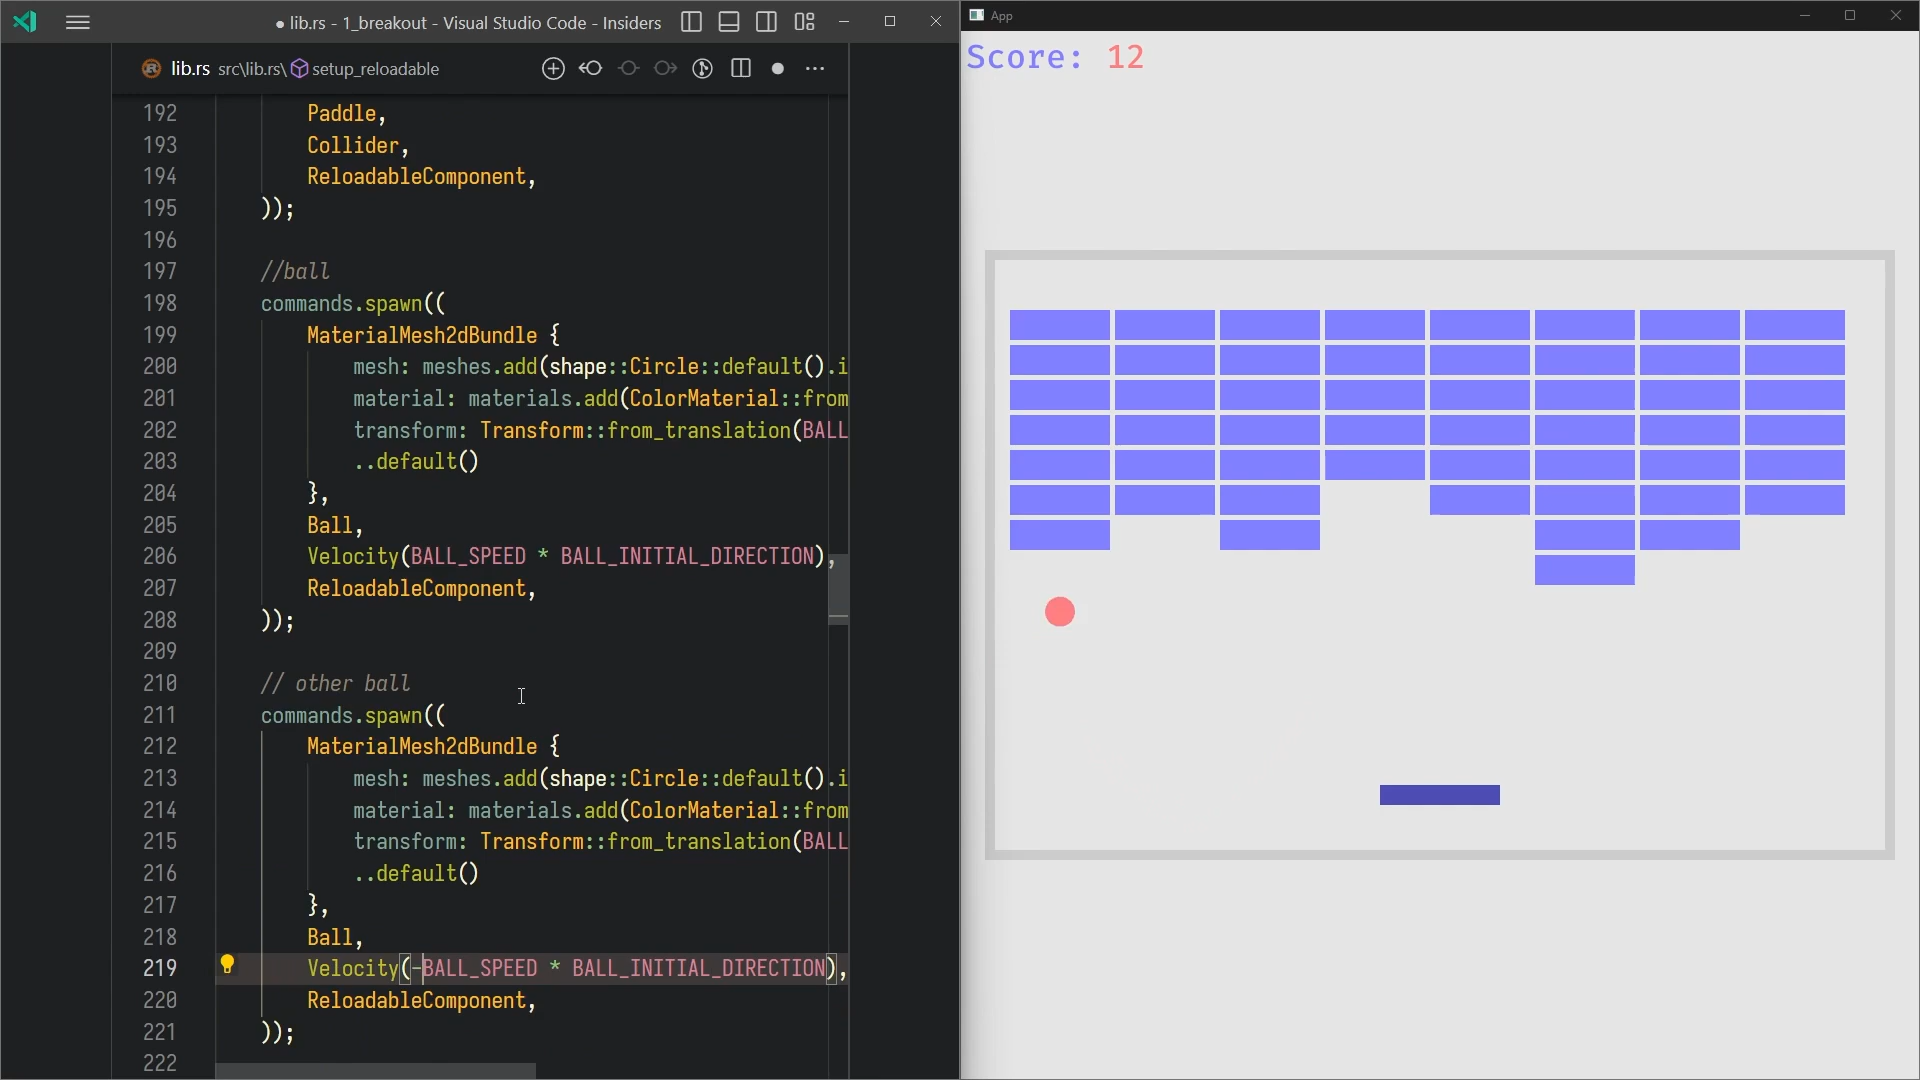 ● lib.rs - 1_breakout - Visual Studio Code - Insiders
lib.rs src\lib.rs\ setup_reloadable
192 Paddle,
193 Collider,
194 ReloadableComponent,
195 ));
196
197 //ball
198 commands.spawn((
199 MaterialMesh2dBundle {
200 mesh: meshes.add(shape::Circle::default().i
201 material: materials.add(ColorMaterial::from
202 transform: Transform::from_translation(BALL
203 ..default()
204 },
205 Ball,
206 Velocity(BALL_SPEED * BALL_INITIAL_DIRECTION),
207 ReloadableComponent,
208 ));
209
210 // other ball
211 commands.spawn((
212 MaterialMesh2dBundle {
213 mesh: meshes.add(shape::Circle::default().i
214 material: materials.add(ColorMaterial::from
215 transform: Transform::from_translation(BALL
216 ..default()
217 },
218 Ball,
219 Velocity(-BALL_SPEED * BALL_INITIAL_DIRECTION),
220 ReloadableComponent,
221 ));
222
App
Score: 12